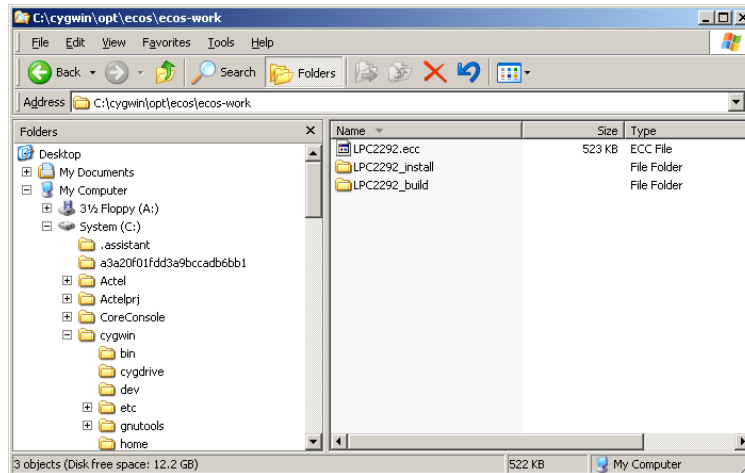 C:\cygwin\opt\ecos\ecos-work
File Edit View Favorites Tools Help
Back Search Folders
Address C:\cygwin\opt\ecos\ecos-work
Folders x Name Size Type
Desktop
My Documents
My Computer
3½ Floppy (A:)
System (C:)
.assistant
a3a20f01fdd3a9bccadb6bb1
Actel
Actelprj
CoreConsole
cygwin
bin
cygdrive
dev
etc
gnutools
home
LPC2292.ecc 523 KB ECC File
LPC2292_install File Folder
LPC2292_build File Folder
3 objects (Disk free space: 12.2 GB) 522 KB My Computer